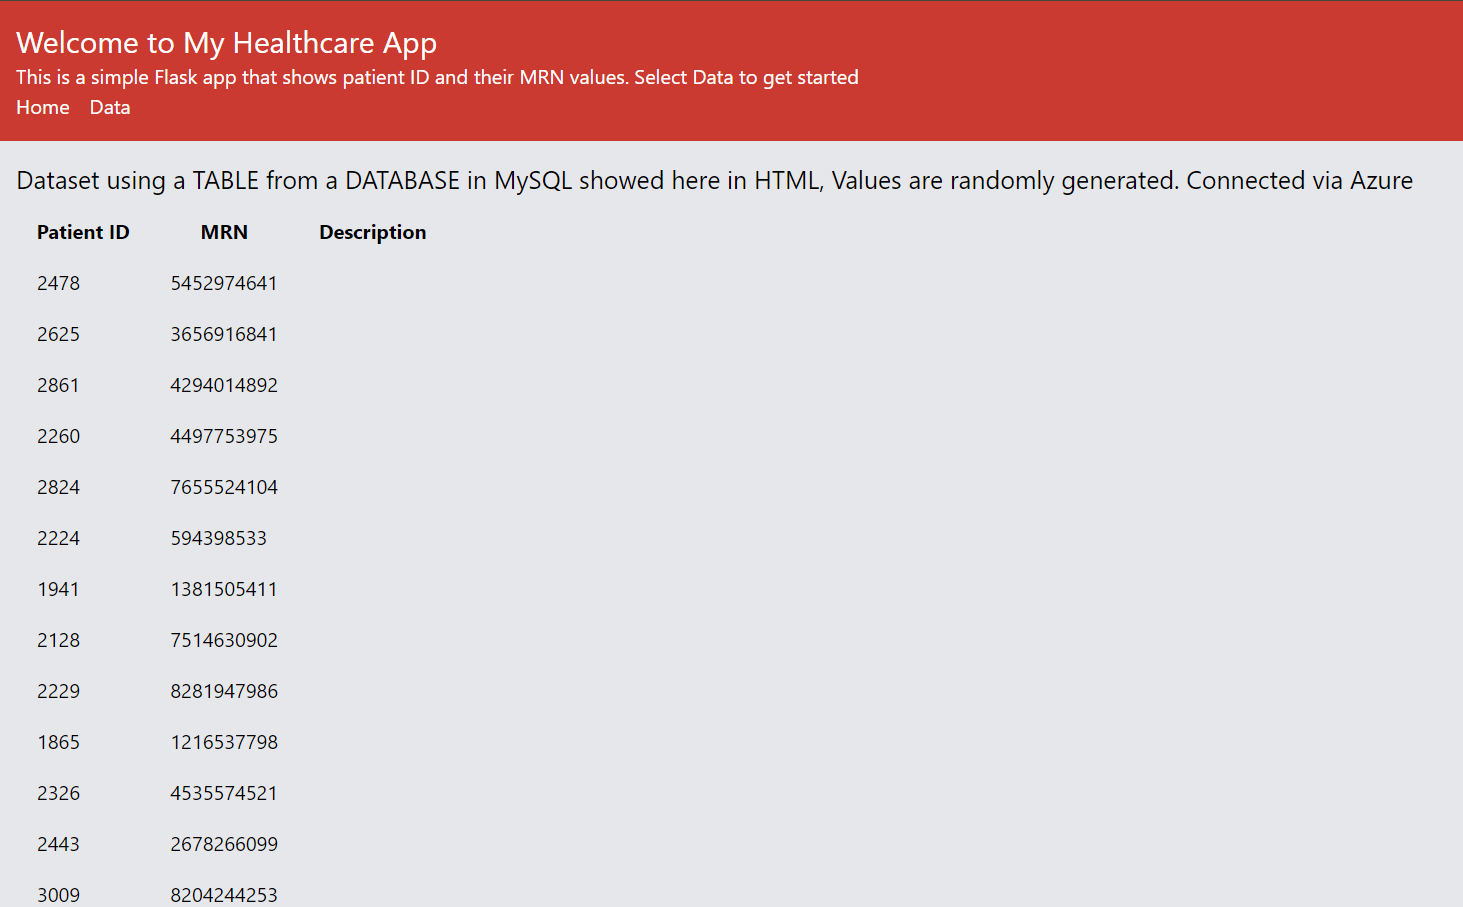 Welcome to My Healthcare App
This is a simple Flask app that shows patient ID and their MRN values. Select Data to get started
Home Data
Dataset using a TABLE from a DATABASE in MySQL showed here in HTML, Values are randomly generated. Connected via Azure
Patient ID MRN Description
2478 5452974641
2625 3656916841
2861 4294014892
2260 4497753975
2824 7655524104
2224 594398533
1941 1381505411
2128 7514630902
2229 8281947986
1865 1216537798
2326 4535574521
2443 2678266099
3009 8204244253